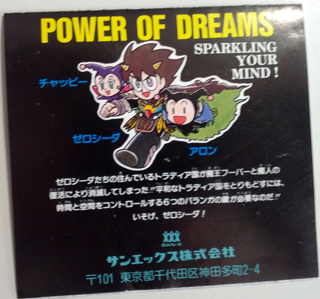 POWER OF DREAMS
SPARKLING
YOUR
MIND!
チャッピー
ゼロシーダ
アロン
ゼロシーダたちの住んでいるトラティア国が魔王フーバーと魔人の
復活により消滅してしまった!!平和なトラティア国をとりもどすには、
時間と空間をコントロールする6つのバランガの鍵が必要なのだ!!
いそげ、ゼロシーダ!
SAN-X
サンエックス株式会社
〒101 東京都千代田区神田多町2-4